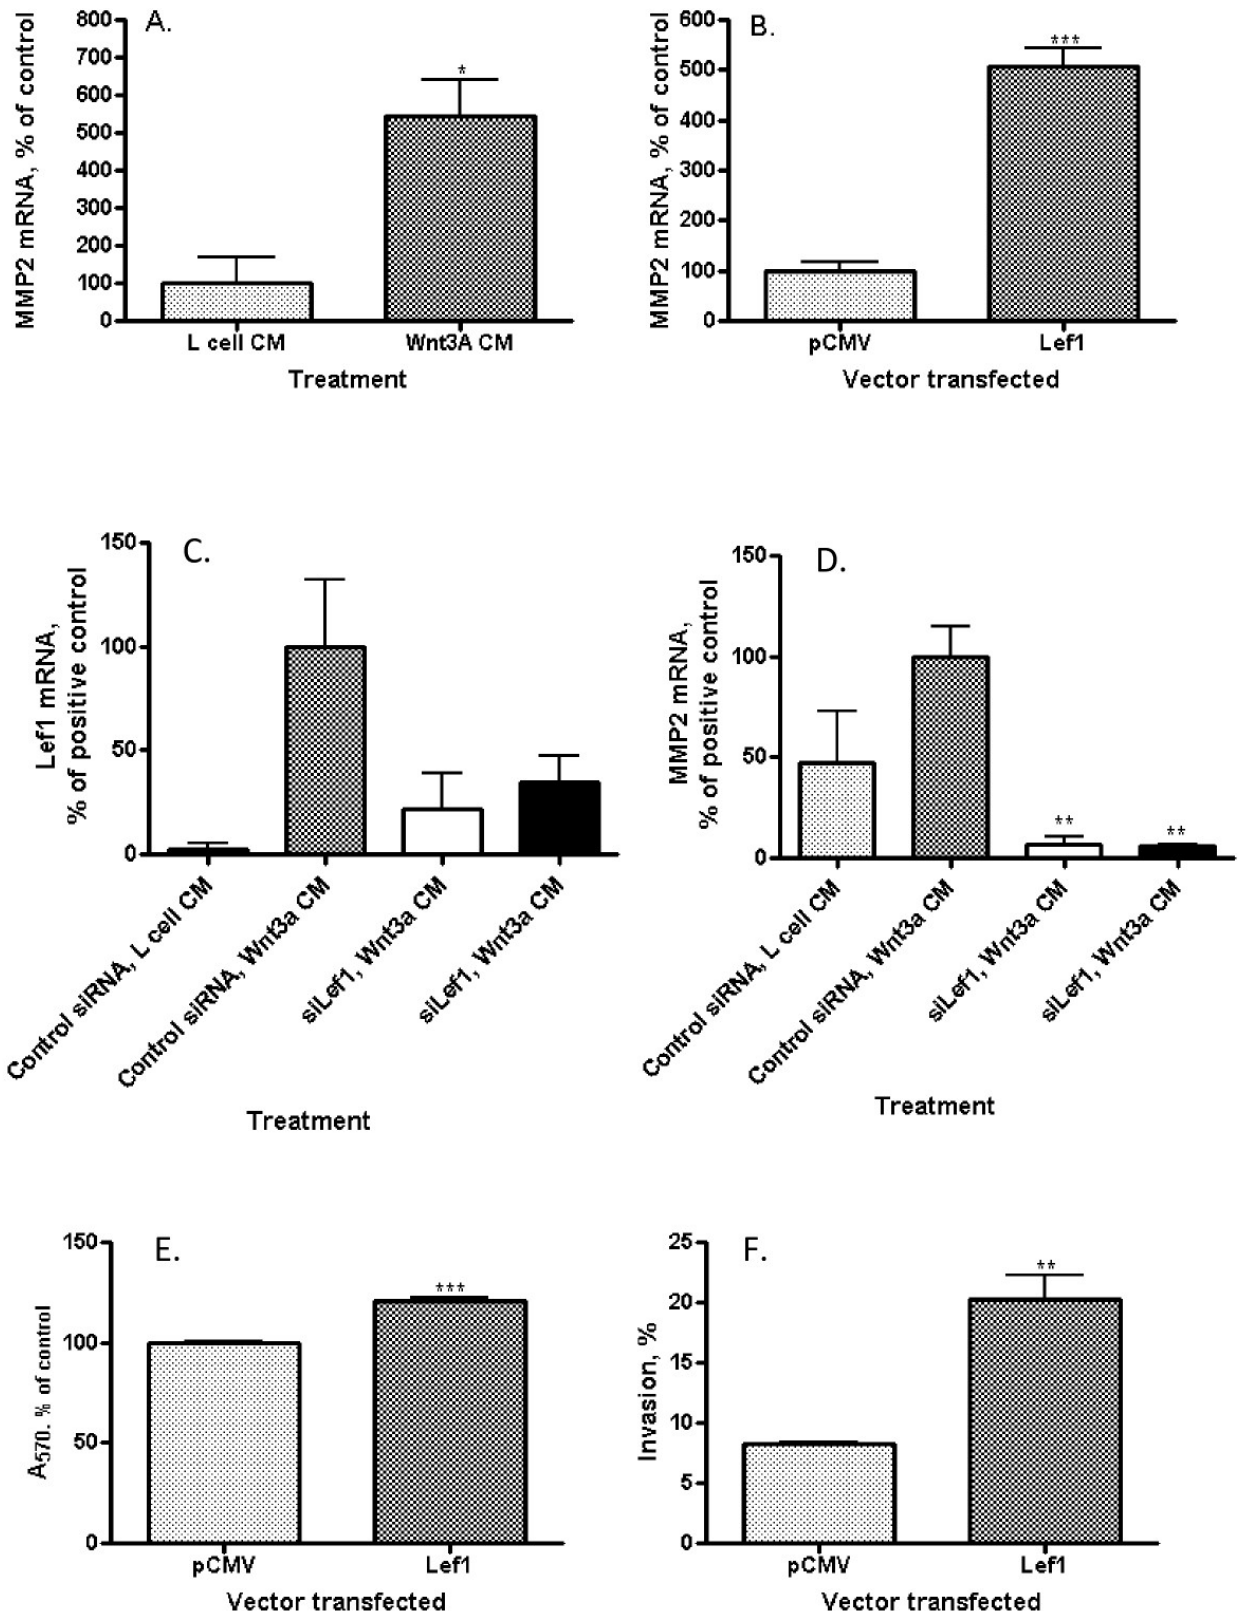 A.
MMP2 mRNA, % of control
800
700
600
500
400
300
200
100
0
*
L cell CM
Wnt3A CM
Treatment
B.
MMP2 mRNA, % of control
600
500
400
300
200
100
0
***
pCMV
Lef1
Vector transfected
C.
Lef1 mRNA,
% of positive control
150
100
50
0
Control siRNA, L cell CM
Control siRNA, Wnt3a CM
siLef1, Wnt3a CM
siLef1, Wnt3a CM
Treatment
D.
MMP2 mRNA,
% of positive control
150
100
50
0
**
**
Control siRNA, L cell CM
Control siRNA, Wnt3a CM
siLef1, Wnt3a CM
siLef1, Wnt3a CM
Treatment
E.
A570. % of control
150
100
50
0
***
pCMV
Lef1
Vector transfected
F.
Invasion, %
25
20
15
10
5
0
**
pCMV
Lef1
Vector transfected